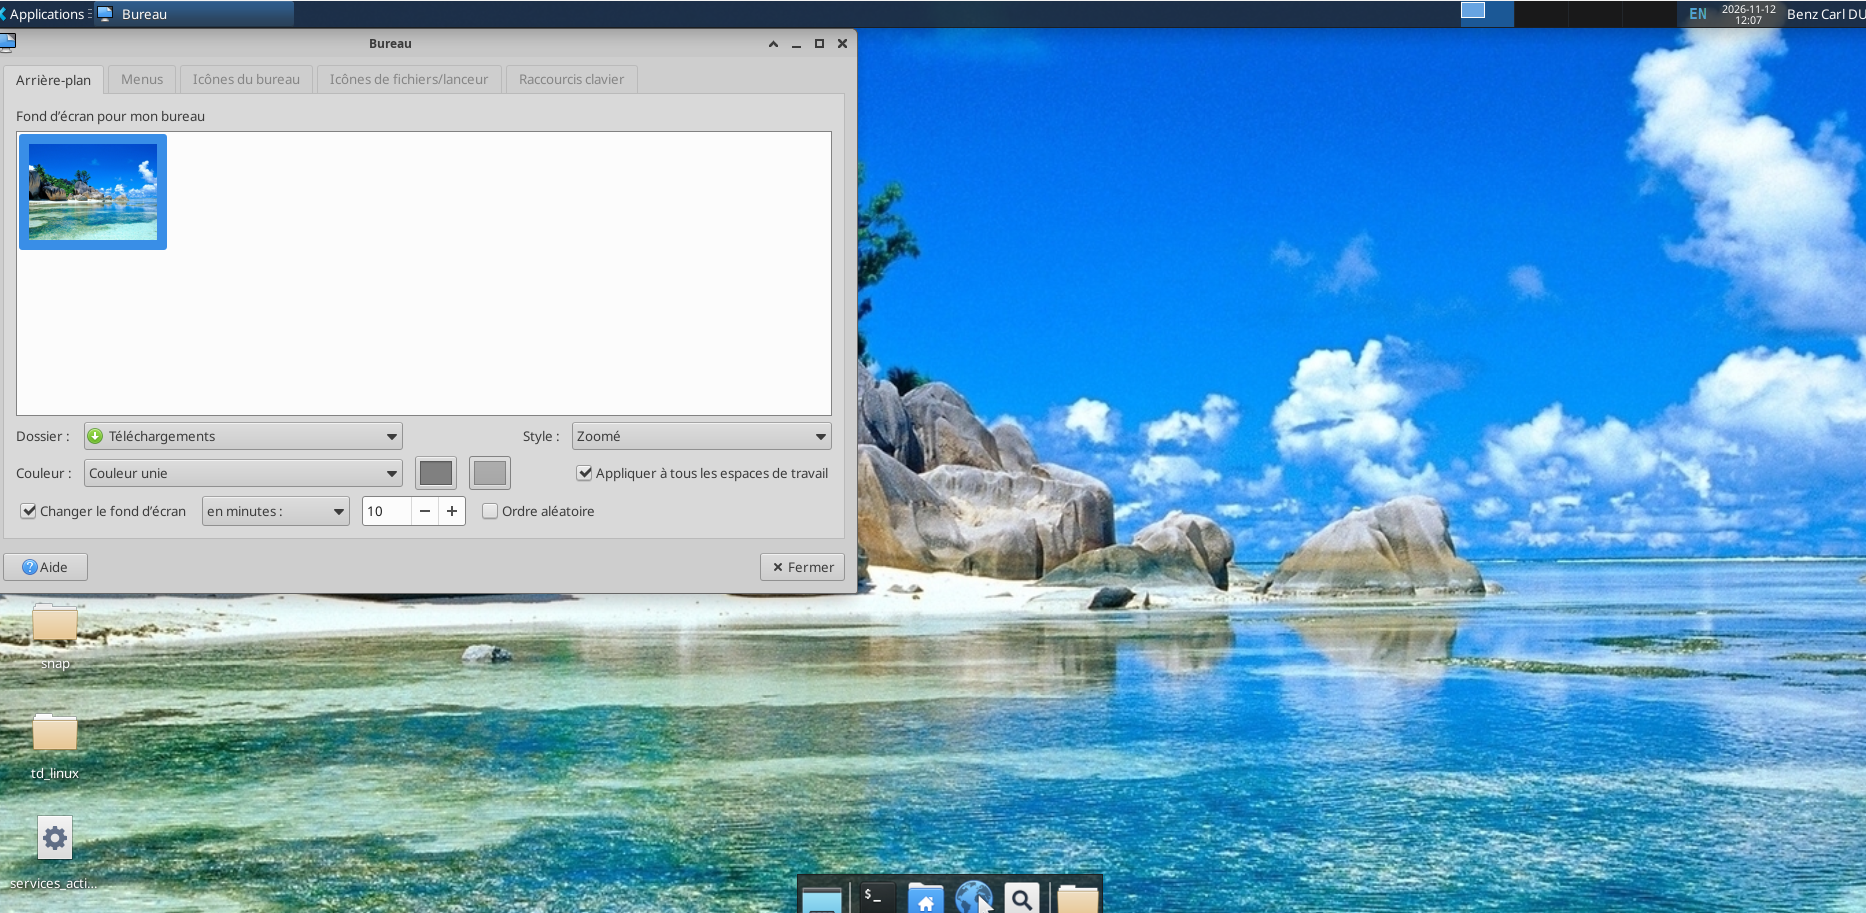 Applications
Bureau
EN
2026-11-12
12:07
Benz Carl DU
Bureau
Arrière-plan
Menus
Icônes du bureau
Icônes de fichiers/lanceur
Raccourcis clavier
Fond d’écran pour mon bureau
Dossier :
Téléchargements
Style :
Zoomé
Couleur :
Couleur unie
Appliquer à tous les espaces de travail
Changer le fond d’écran
en minutes :
10
Ordre aléatoire
Aide
Fermer
snap
td_linux
services_acti...
$_